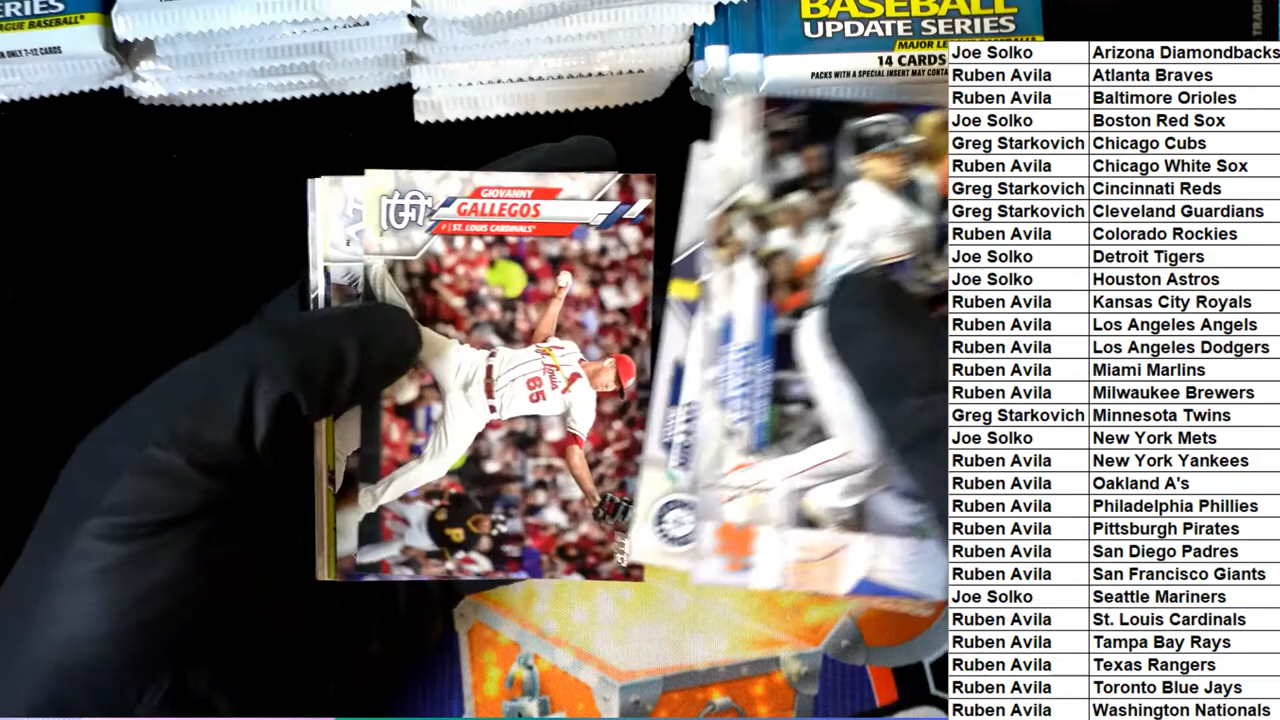 ERIES
AGUE BASEBALL®
ON ONLY 7-12 CARDS
BASEBALL
UPDATE SERIES
MAJOR LE
14 CARDS
PACKS WITH A SPECIAL INSERT MAY CONTA
GIOVANNY
GALLEGOS
P | ST. LOUIS CARDINALS®
St. Louis
65
P
Joe Solko Arizona Diamondbacks
Ruben Avila Atlanta Braves
Ruben Avila Baltimore Orioles
Joe Solko Boston Red Sox
Greg Starkovich Chicago Cubs
Ruben Avila Chicago White Sox
Greg Starkovich Cincinnati Reds
Greg Starkovich Cleveland Guardians
Ruben Avila Colorado Rockies
Joe Solko Detroit Tigers
Joe Solko Houston Astros
Ruben Avila Kansas City Royals
Ruben Avila Los Angeles Angels
Ruben Avila Los Angeles Dodgers
Ruben Avila Miami Marlins
Ruben Avila Milwaukee Brewers
Greg Starkovich Minnesota Twins
Joe Solko New York Mets
Ruben Avila New York Yankees
Ruben Avila Oakland A's
Ruben Avila Philadelphia Phillies
Ruben Avila Pittsburgh Pirates
Ruben Avila San Diego Padres
Ruben Avila San Francisco Giants
Joe Solko Seattle Mariners
Ruben Avila St. Louis Cardinals
Ruben Avila Tampa Bay Rays
Ruben Avila Texas Rangers
Ruben Avila Toronto Blue Jays
Ruben Avila Washington Nationals